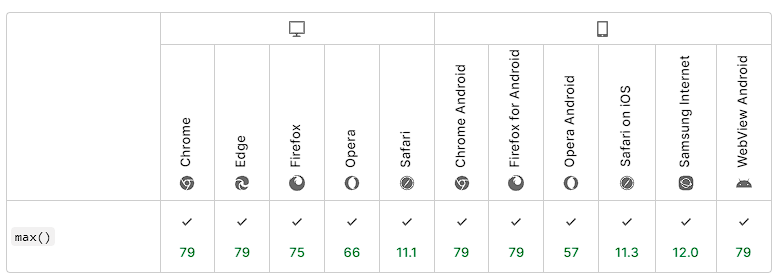 Chrome
Edge
Firefox
Opera
Safari
Chrome Android
Firefox for Android
Opera Android
Safari on iOS
Samsung Internet
WebView Android
max()
79
79
75
66
11.1
79
79
57
11.3
12.0
79